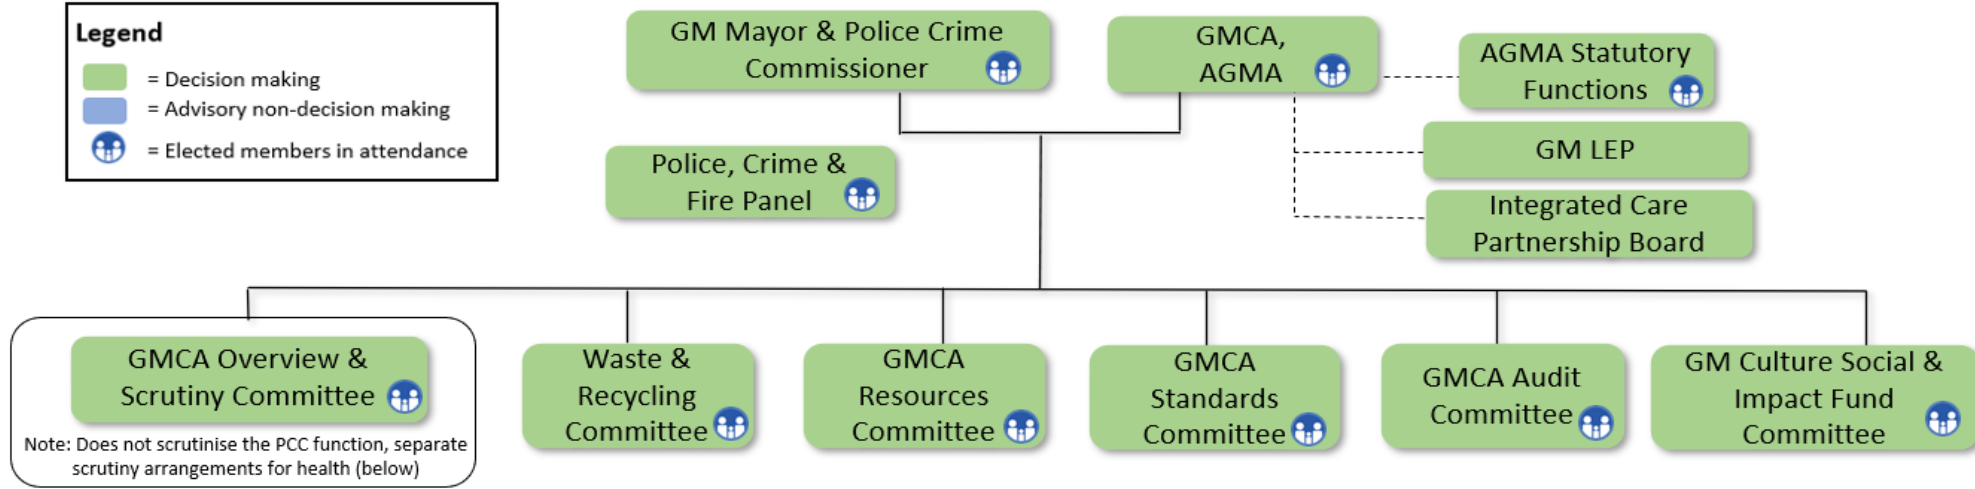 Legend
= Decision making
= Advisory non-decision making
= Elected members in attendance
GM Mayor & Police Crime
Commissioner
GMCA,
AGMA
AGMA Statutory
Functions
GM LEP
Integrated Care
Partnership Board
Police, Crime &
Fire Panel
GMCA Overview &
Scrutiny Committee
Note: Does not scrutinise the PCC function, separate
scrutiny arrangements for health (below)
Waste &
Recycling
Committee
GMCA
Resources
Committee
GMCA
Standards
Committee
GMCA Audit
Committee
GM Culture Social &
Impact Fund
Committee